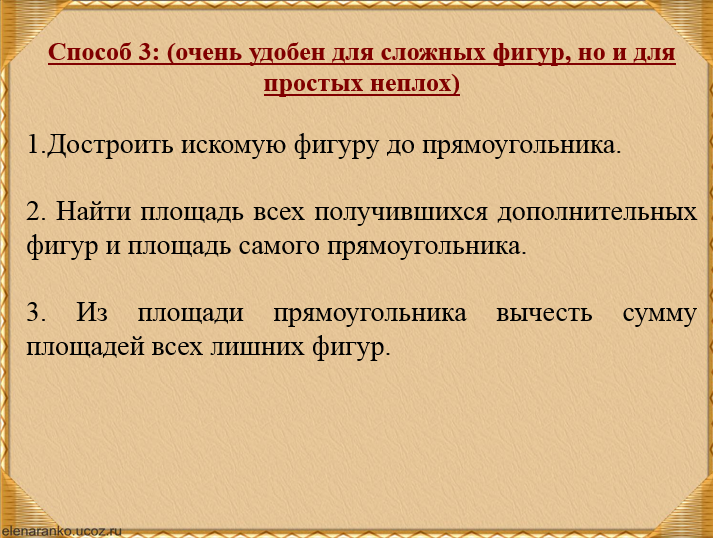 Способ 3: (очень удобен для сложных фигур, но и для
простых неплох)
1.Достроить искомую фигуру до прямоугольника.
2. Найти площадь всех получившихся дополнительных
фигур и площадь самого прямоугольника.
3. Из площади прямоугольника вычесть сумму
площадей всех лишних фигур.
elenaranko.ucoz.ru